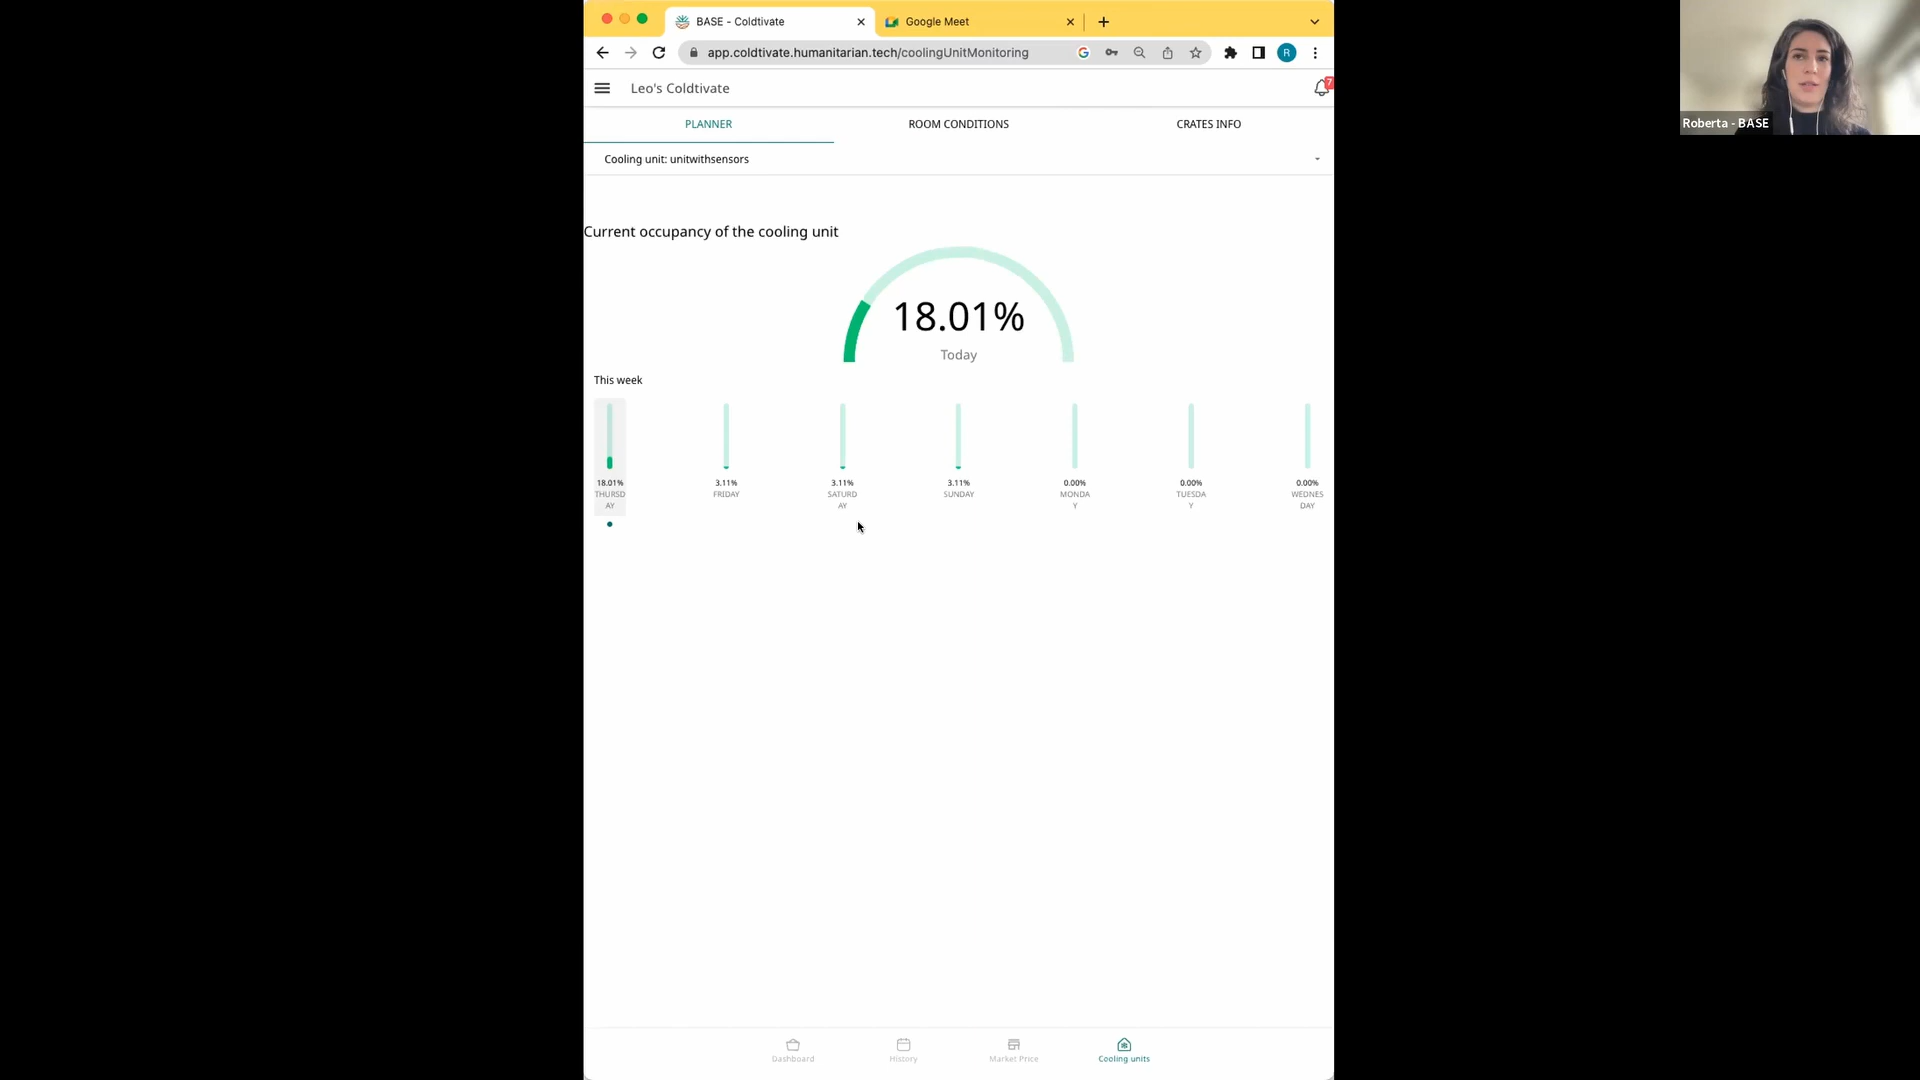 BASE - Coldtivate
Google Meet
app.coldtivate.humanitarian.tech/coolingUnitMonitoring
R
Leo's Coldtivate
7
Roberta - BASE
PLANNER
ROOM CONDITIONS
CRATES INFO
Cooling unit: unitwithsensors
Current occupancy of the cooling unit
18.01%
Today
This week
18.01%
THURSD
AY
3.11%
FRIDAY
3.11%
SATURD
AY
3.11%
SUNDAY
0.00%
MONDA
Y
0.00%
TUESDA
Y
0.00%
WEDNES
DAY
Dashboard
History
Market Price
Cooling units